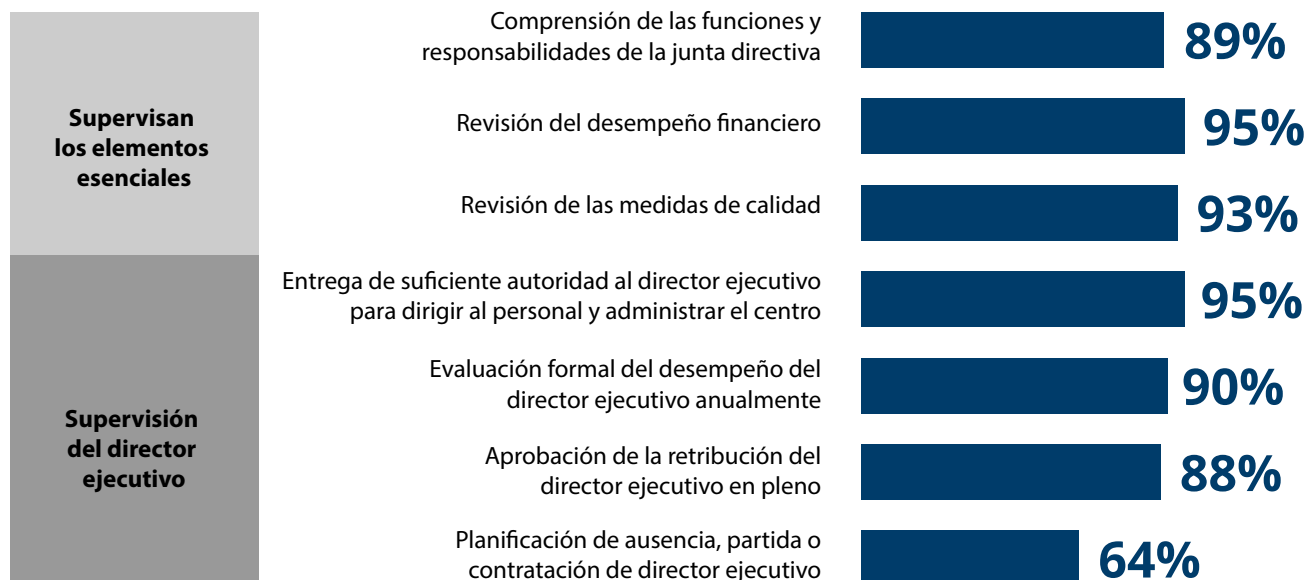 Supervisan
los elementos
esenciales
Comprensión de las funciones y
responsabilidades de la junta directiva
89%
Revisión del desempeño financiero
95%
Revisión de las medidas de calidad
93%
Supervisión
del director
ejecutivo
Entrega de suficiente autoridad al director ejecutivo
para dirigir al personal y administrar el centro
95%
Evaluación formal del desempeño del
director ejecutivo anualmente
90%
Aprobación de la retribución del
director ejecutivo en pleno
88%
Planificación de ausencia, partida o
contratación de director ejecutivo
64%